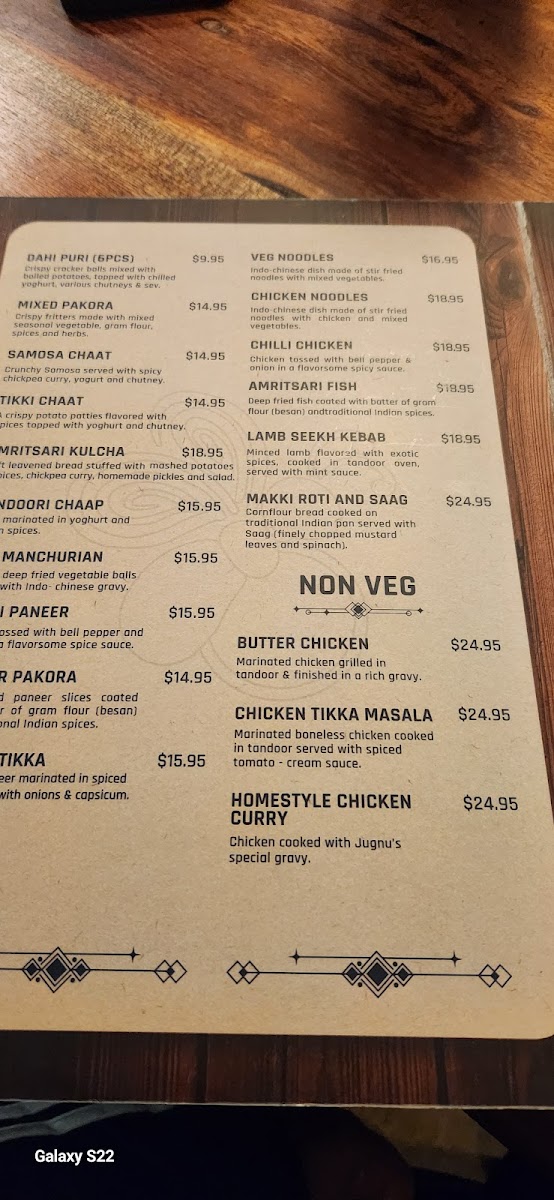 DAHI PURI (6PCS) $9.95
Crispy cracker balls mixed with
boiled potatoes, topped with chilled
yoghurt, various chutneys & sev.
MIXED PAKORA $14.95
Crispy fritters made with mixed
seasonal vegetable, gram flour,
spices and herbs.
SAMOSA CHAAT $14.95
Crunchy Samosa served with spicy
chickpea curry, yogurt and chutney.
TIKKI CHAAT $14.95
crispy potato patties flavored with
pices topped with yoghurt and chutney.
MRITSARI KULCHA $18.95
t leavened bread stuffed with mashed potatoes
ices, chickpea curry, homemade pickles and salad.
NDOORI CHAAP $15.95
marinated in yoghurt and
n spices.
MANCHURIAN $15.95
deep fried vegetable balls
with Indo- chinese gravy.
I PANEER $15.95
ossed with bell pepper and
a flavorsome spice sauce.
R PAKORA $14.95
d paneer slices coated
r of gram flour (besan)
onal Indian spices.
TIKKA $15.95
eer marinated in spiced
with onions & capsicum.
VEG NOODLES $16.95
Indo-chinese dish made of stir fried
noodles with mixed vegetables.
CHICKEN NOODLES $18.95
Indo-chinese dish made of stir fried
noodles with chicken and mixed
vegetables.
CHILLI CHICKEN $18.95
Chicken tossed with bell pepper &
onion in a flavorsome spicy sauce.
AMRITSARI FISH $18.95
Deep fried fish coated with batter of gram
flour (besan) andtraditional Indian spices.
LAMB SEEKH KEBAB $18.95
Minced lamb flavored with exotic
spices, cooked in tandoor oven,
served with mint sauce.
MAKKI ROTI AND SAAG $24.95
Cornflour bread cooked on
traditional Indian pan served with
Saag (finely chopped mustard
leaves and spinach).
NON VEG
BUTTER CHICKEN $24.95
Marinated chicken grilled in
tandoor & finished in a rich gravy.
CHICKEN TIKKA MASALA $24.95
Marinated boneless chicken cooked
in tandoor served with spiced
tomato - cream sauce.
HOMESTYLE CHICKEN $24.95
CURRY
Chicken cooked with Jugnu's
special gravy.
Galaxy S22